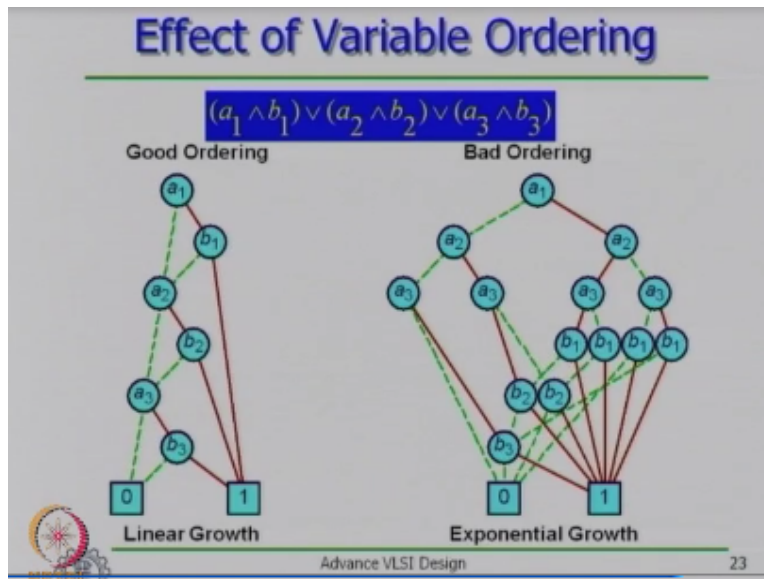 Effect of Variable Ordering
(a1 ∧ b1) ∨ (a2 ∧ b2) ∨ (a3 ∧ b3)
Good Ordering
Bad Ordering
a1
b1
a2
b2
a3
b3
0
1
a1
a2
a2
a3
a3
a3
a3
b1
b1
b1
b1
b2
b2
b3
0
1
Linear Growth
Exponential Growth
Advance VLSI Design
23